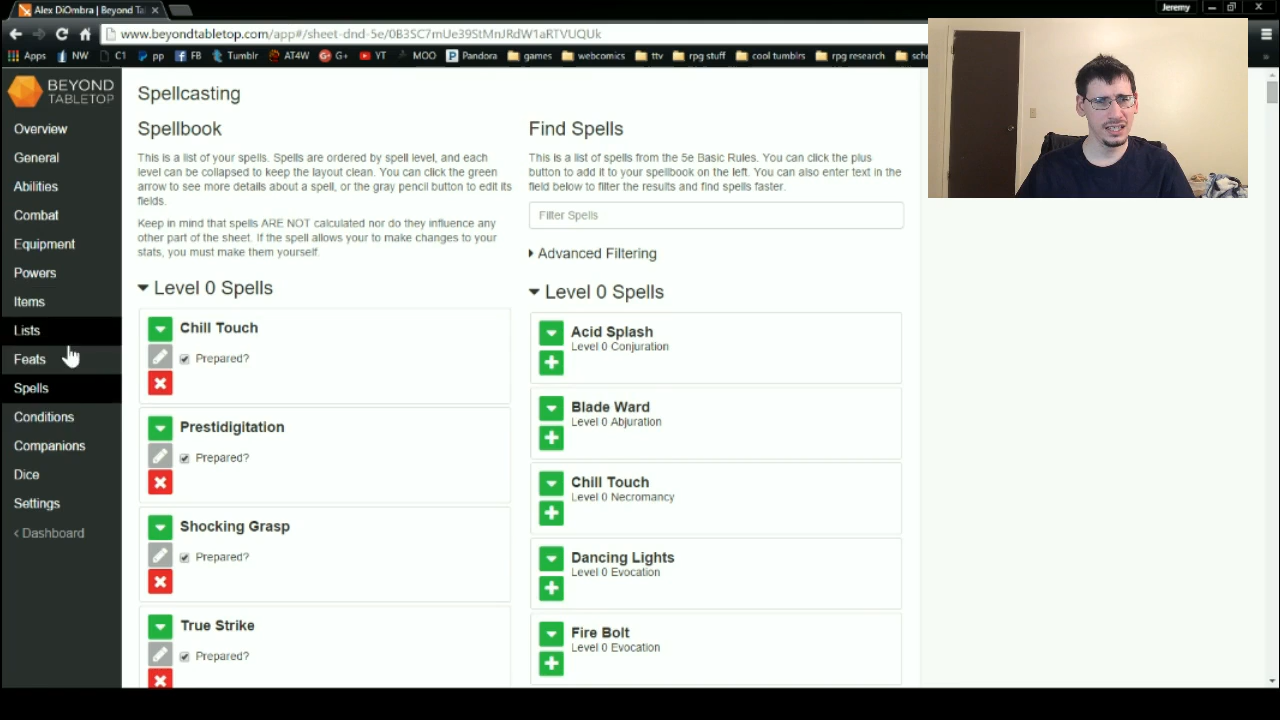 Alex DiOmbra | Beyond Ta
Jeremy
www.beyondtabletop.com/app#/sheet-dnd-5e/0B3SC7mUe39StMnJRdW1aRTVUQUk
Apps NW C1 pp FB Tumblr AT4W G+ YT MOO Pandora games webcomics ttv rpg stuff cool tumblrs rpg research
BEYOND
TABLETOP
Overview
General
Abilities
Combat
Equipment
Powers
Items
Lists
Feats
Spells
Conditions
Companions
Dice
Settings
< Dashboard
Spellcasting
Spellbook
This is a list of your spells. Spells are ordered by spell level, and each
level can be collapsed to keep the layout clean. You can click the green
arrow to see more details about a spell, or the gray pencil button to edit its
fields.
Keep in mind that spells ARE NOT calculated nor do they influence any
other part of the sheet. If the spell allows your to make changes to your
stats, you must make them yourself.
Level 0 Spells
Chill Touch
Prepared?
Prestidigitation
Prepared?
Shocking Grasp
Prepared?
True Strike
Prepared?
Find Spells
This is a list of spells from the 5e Basic Rules. You can click the plus
button to add it to your spellbook on the left. You can also enter text in the
field below to filter the results and find spells faster.
Filter Spells
Advanced Filtering
Level 0 Spells
Acid Splash
Level 0 Conjuration
Blade Ward
Level 0 Abjuration
Chill Touch
Level 0 Necromancy
Dancing Lights
Level 0 Evocation
Fire Bolt
Level 0 Evocation